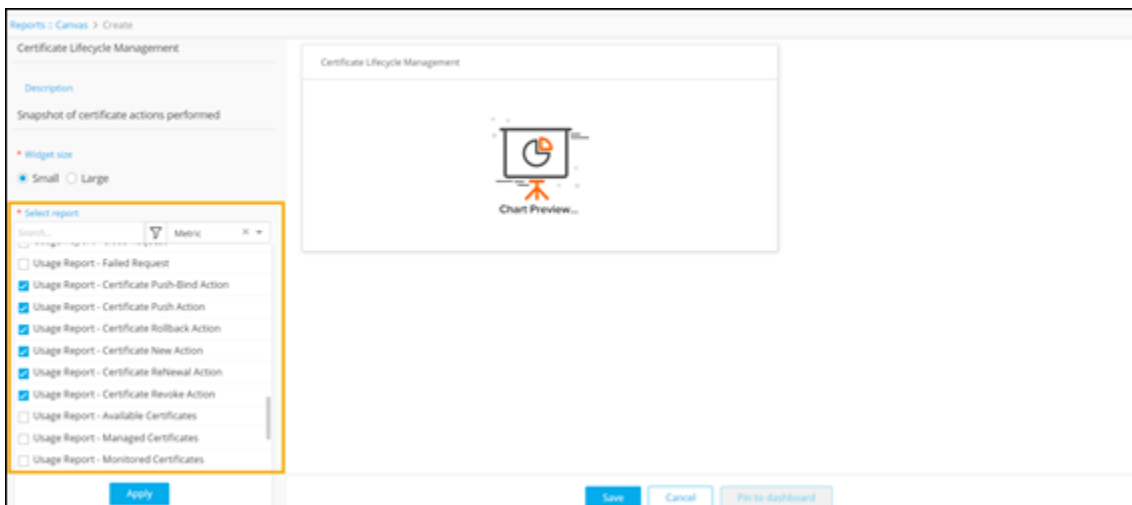 Reports :: Canvas > Create
Certificate Lifecycle Management
Description
Snapshot of certificate actions performed
* Widget size
Small Large
* Select report
Search... Metric
Usage Report - Failed Request
Usage Report - Certificate Push-Bind Action
Usage Report - Certificate Push Action
Usage Report - Certificate Rollback Action
Usage Report - Certificate New Action
Usage Report - Certificate ReNewal Action
Usage Report - Certificate Revoke Action
Usage Report - Available Certificates
Usage Report - Managed Certificates
Usage Report - Monitored Certificates
Apply
Certificate Lifecycle Management
Chart Preview...
Save Cancel Pin to dashboard